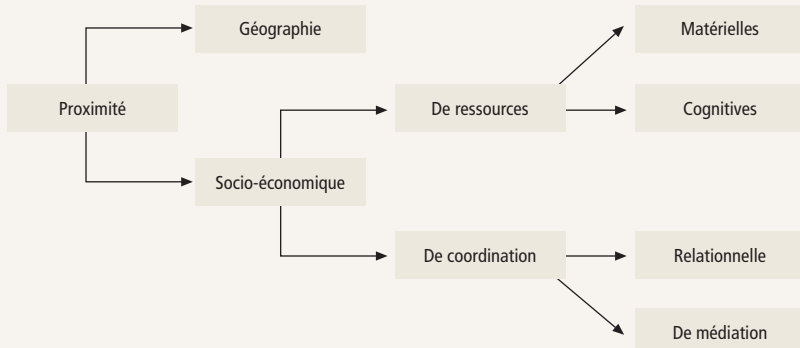 Géographie
Matérielles
Proximité
De ressources
Cognitives
Socio-économique
De coordination
Relationnelle
De médiation